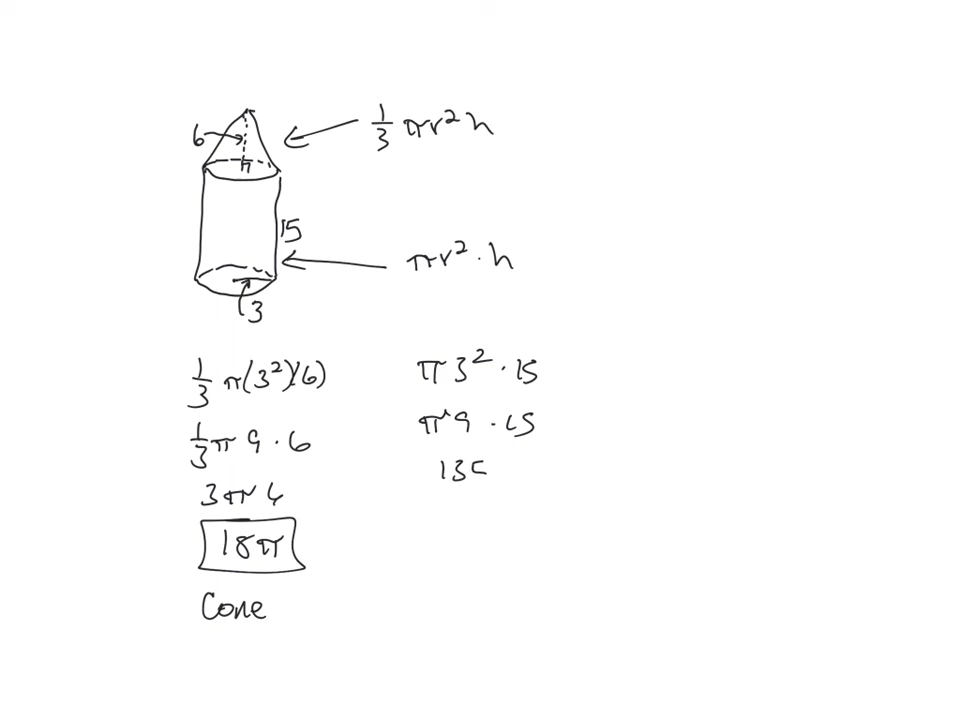 6
1/3 πr² h
15
πr² · h
3
1/3 π(3²)(6)
1/3 π 9 · 6
3π 6
18π
Cone
π 3² · 15
π 9 · 15
135